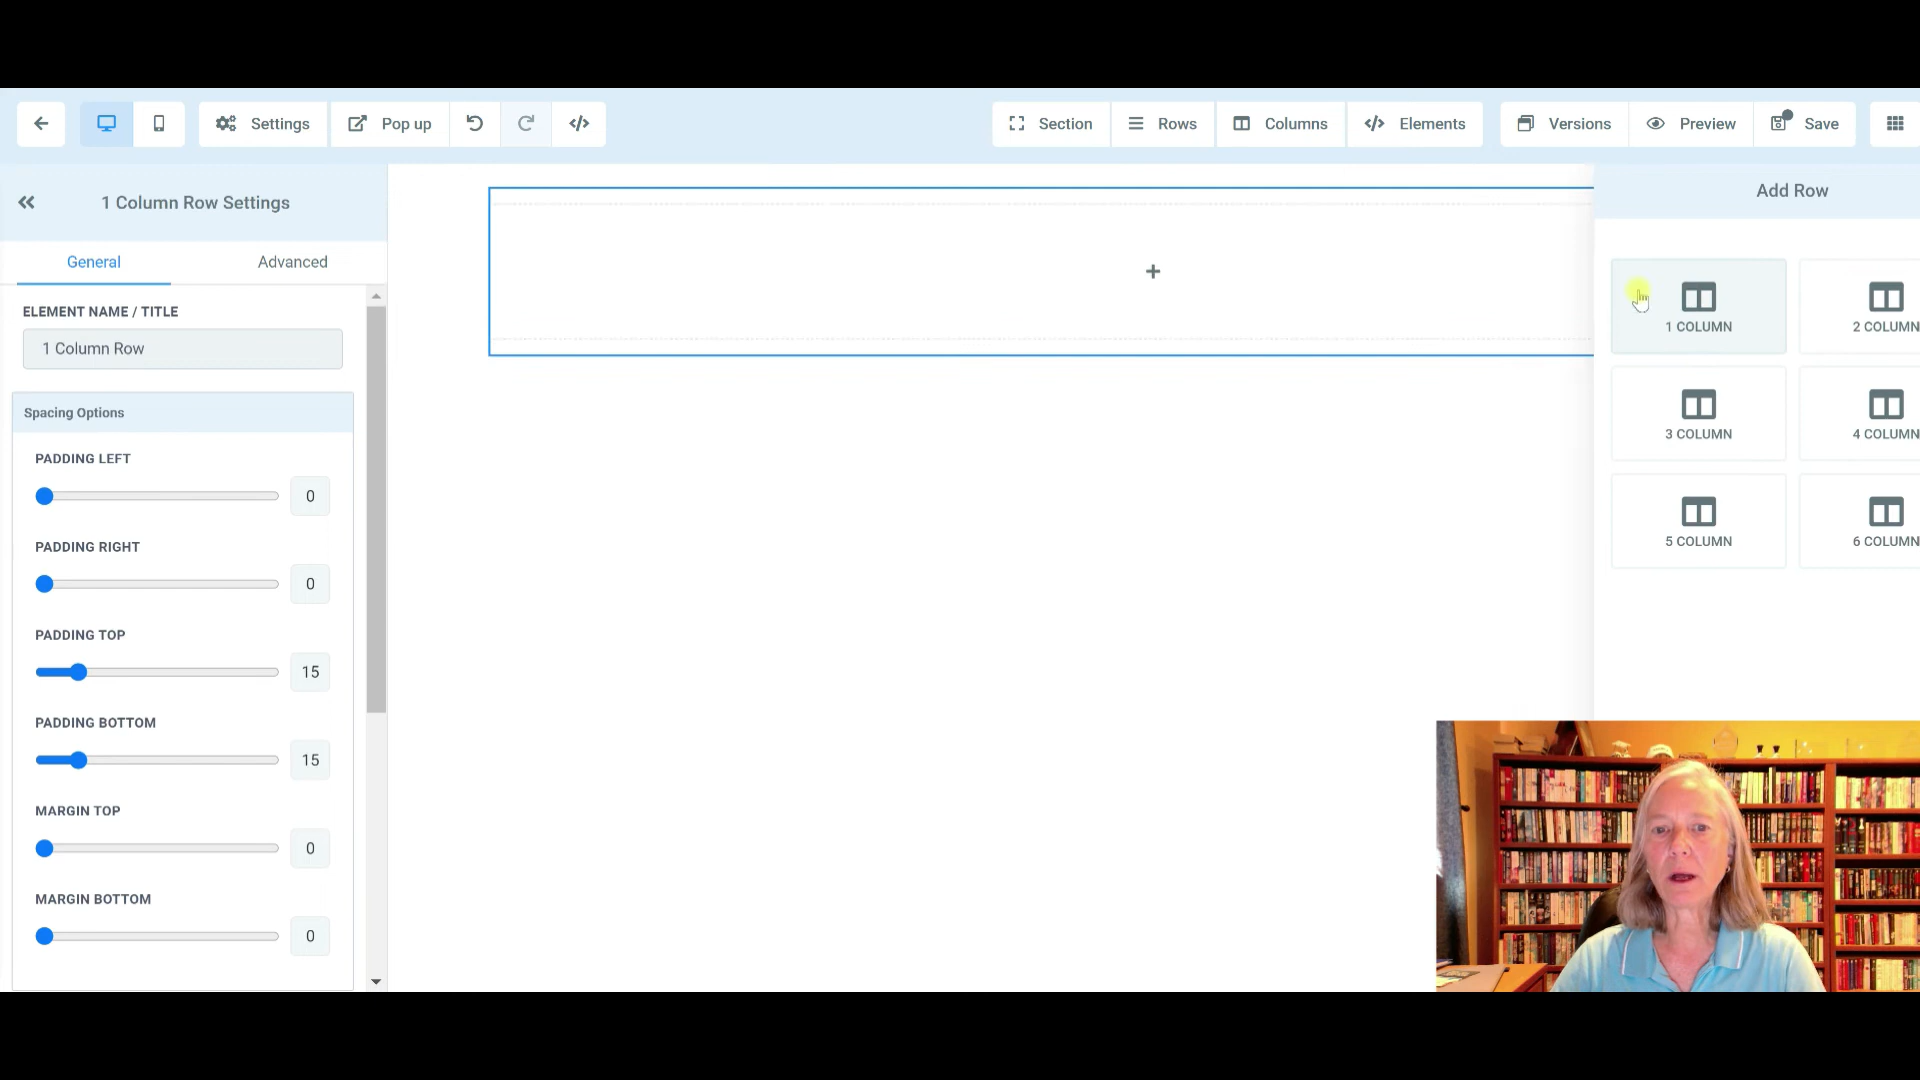 Settings
Pop up
Section
Rows
Columns
Elements
Versions
Preview
Save
1 Column Row Settings
General
Advanced
ELEMENT NAME / TITLE
1 Column Row
Spacing Options
PADDING LEFT
0
PADDING RIGHT
0
PADDING TOP
15
PADDING BOTTOM
15
MARGIN TOP
0
MARGIN BOTTOM
0
+
Add Row
1 COLUMN
2 COLUMN
3 COLUMN
4 COLUMN
5 COLUMN
6 COLUMN